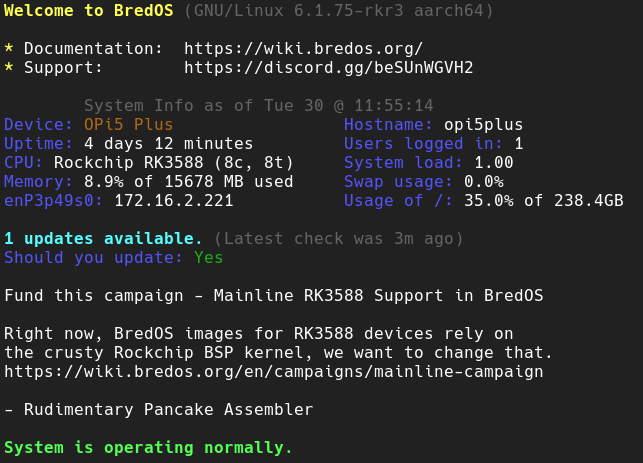 Welcome to BredOS (GNU/Linux 6.1.75-rkr3 aarch64)
* Documentation: https://wiki.bredos.org/
* Support: https://discord.gg/beSUnWGVH2
System Info as of Tue 30 @ 11:55:14
Device: OPi5 Plus Hostname: opi5plus
Uptime: 4 days 12 minutes Users logged in: 1
CPU: Rockchip RK3588 (8c, 8t) System load: 1.00
Memory: 8.9% of 15678 MB used Swap usage: 0.0%
enP3p49s0: 172.16.2.221 Usage of /: 35.0% of 238.4GB
1 updates available. (Latest check was 3m ago)
Should you update: Yes
Fund this campaign - Mainline RK3588 Support in BredOS
Right now, BredOS images for RK3588 devices rely on
the crusty Rockchip BSP kernel, we want to change that.
https://wiki.bredos.org/en/campaigns/mainline-campaign
- Rudimentary Pancake Assembler
System is operating normally.